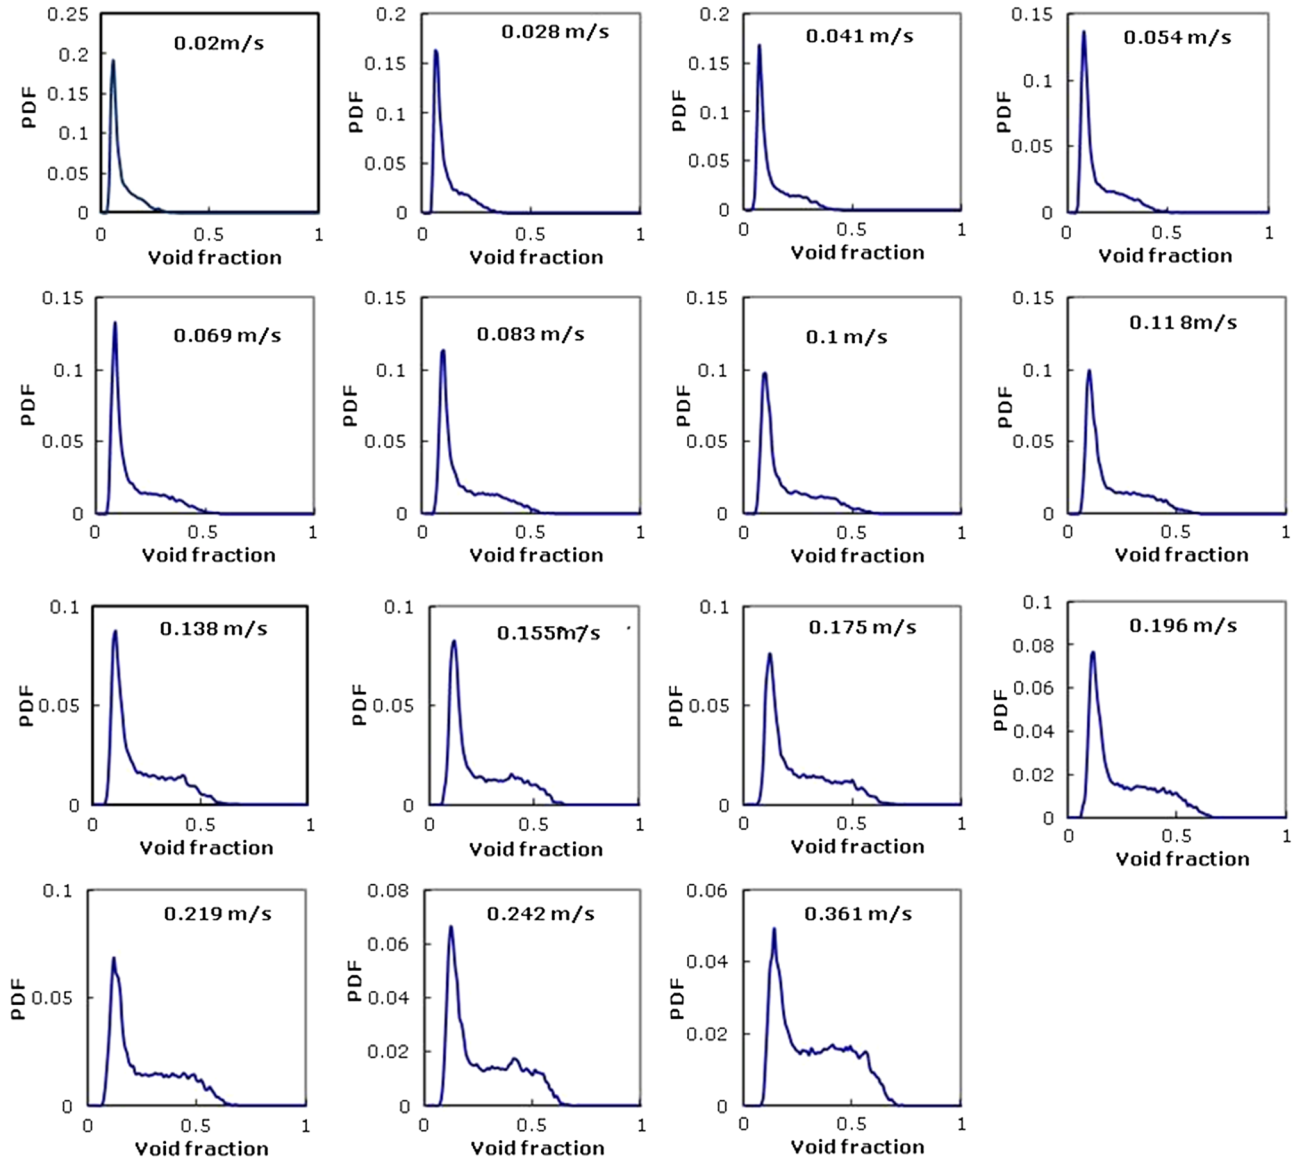 0.25
0.2
0.15
0.1
0.05
0
PDF
0.02m/s
0 0.5 1
Void fraction
0.2
0.15
0.1
0.05
0
PDF
0.028 m/s
0 0.5 1
Void fraction
0.2
0.15
0.1
0.05
0
PDF
0.041 m/s
0 0.5 1
Void fraction
0.15
0.1
0.05
0
PDF
0.054 m/s
0 0.5 1
Void fraction
0.15
0.1
0.05
0
PDF
0.069 m/s
0 0.5 1
Void fraction
0.15
0.1
0.05
0
PDF
0.083 m/s
0 0.5 1
Void fraction
0.15
0.1
0.05
0
PDF
0.1 m/s
0 0.5 1
Void fraction
0.15
0.1
0.05
0
PDF
0.11 8m/s
0 0.5 1
Void fraction
0.1
0.05
0
PDF
0.138 m/s
0 0.5 1
Void fraction
0.1
0.05
0
PDF
0.155m/s
0 0.5 1
Void fraction
0.1
0.05
0
PDF
0.175 m/s
0 0.5 1
Void fraction
0.1
0.08
0.06
0.04
0.02
0
PDF
0.196 m/s
0 0.5 1
Void fraction
0.1
0.05
0
PDF
0.219 m/s
0 0.5 1
Void fraction
0.08
0.06
0.04
0.02
0
PDF
0.242 m/s
0 0.5 1
Void fraction
0.06
0.04
0.02
0
PDF
0.361 m/s
0 0.5 1
Void fraction